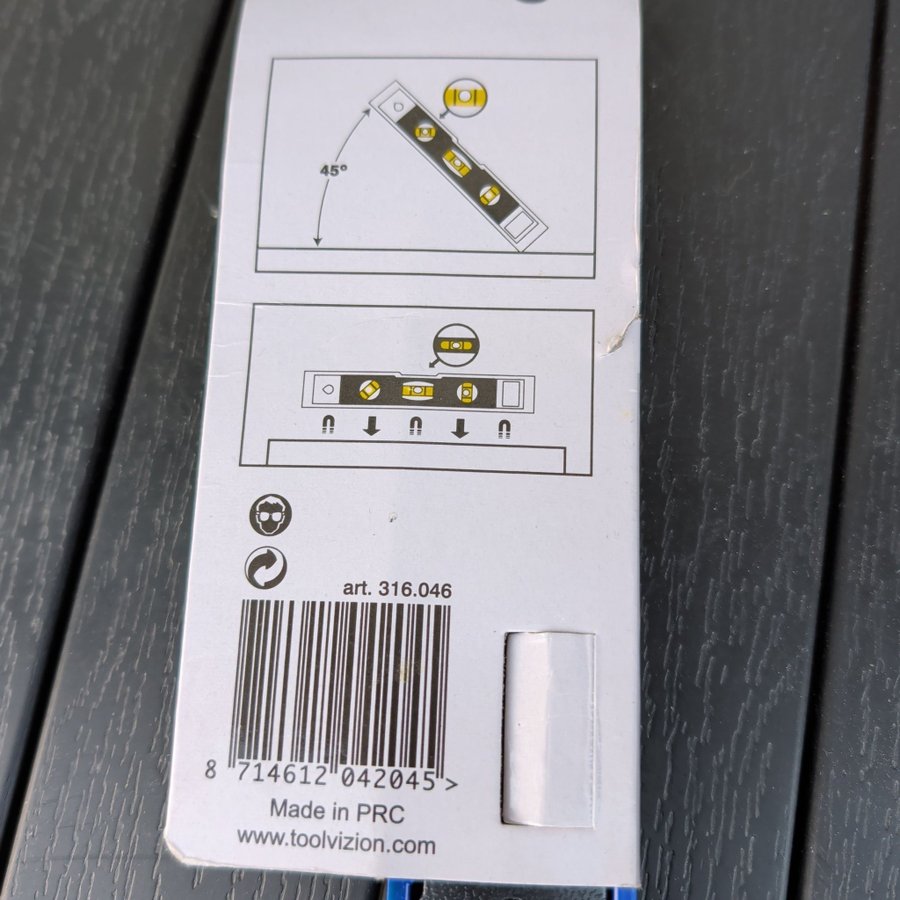 45°
art. 316.046
8 714612 042045 >
Made in PRC
www.toolvizion.com